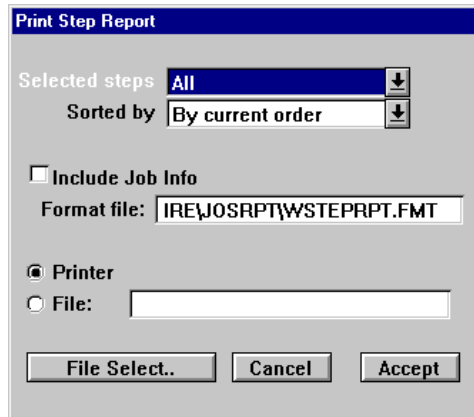 Print Step Report
Selected steps All
Sorted by By current order
Include Job Info
Format file: IRE\JOSRPT\WSTEPRPT.FMT
Printer
File:
File Select.. Cancel Accept